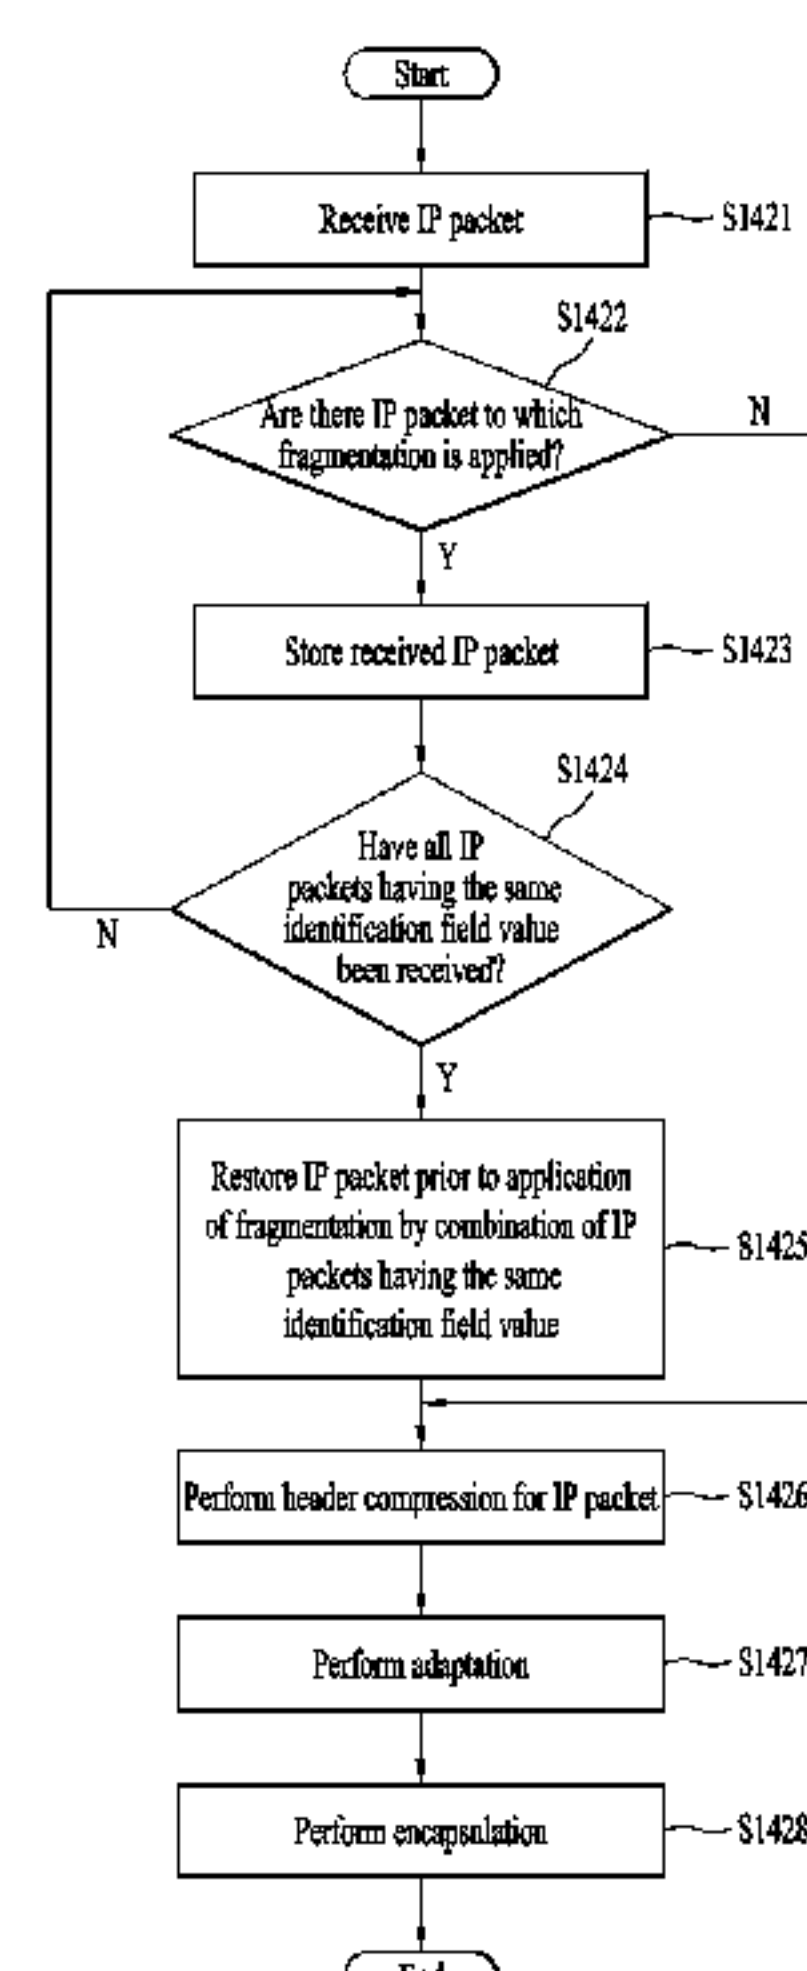 Start
Receive IP packet
S1421
S1422
Are there IP packet to which
fragmentation is applied?
N
Y
Store received IP packet
S1423
S1424
Have all IP
packets having the same
identification field value
been received?
N
Y
Restore IP packet prior to application
of fragmentation by combination of IP
packets having the same
identification field value
S1425
Perform header compression for IP packet
S1426
Perform adaptation
S1427
Perform encapsulation
S1428